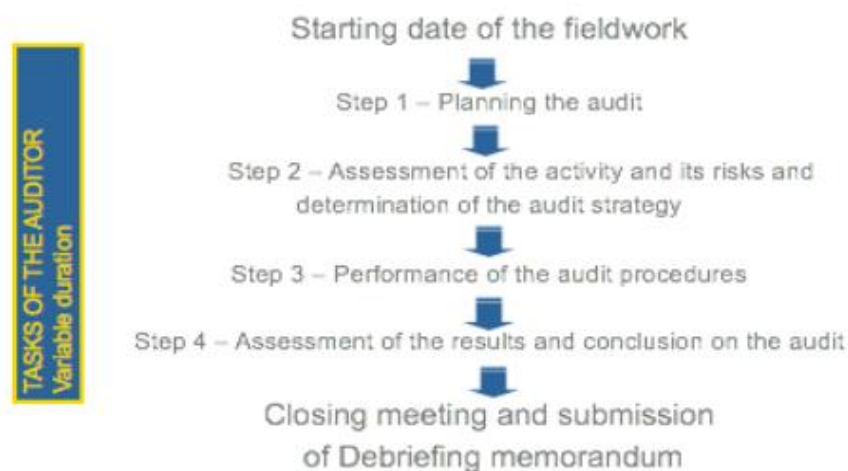 TASKS OF THE AUDITOR
Variable duration
Starting date of the fieldwork
Step 1 – Planning the audit
Step 2 – Assessment of the activity and its risks and
determination of the audit strategy
Step 3 – Performance of the audit procedures
Step 4 – Assessment of the results and conclusion on the audit
Closing meeting and submission
of Debriefing memorandum